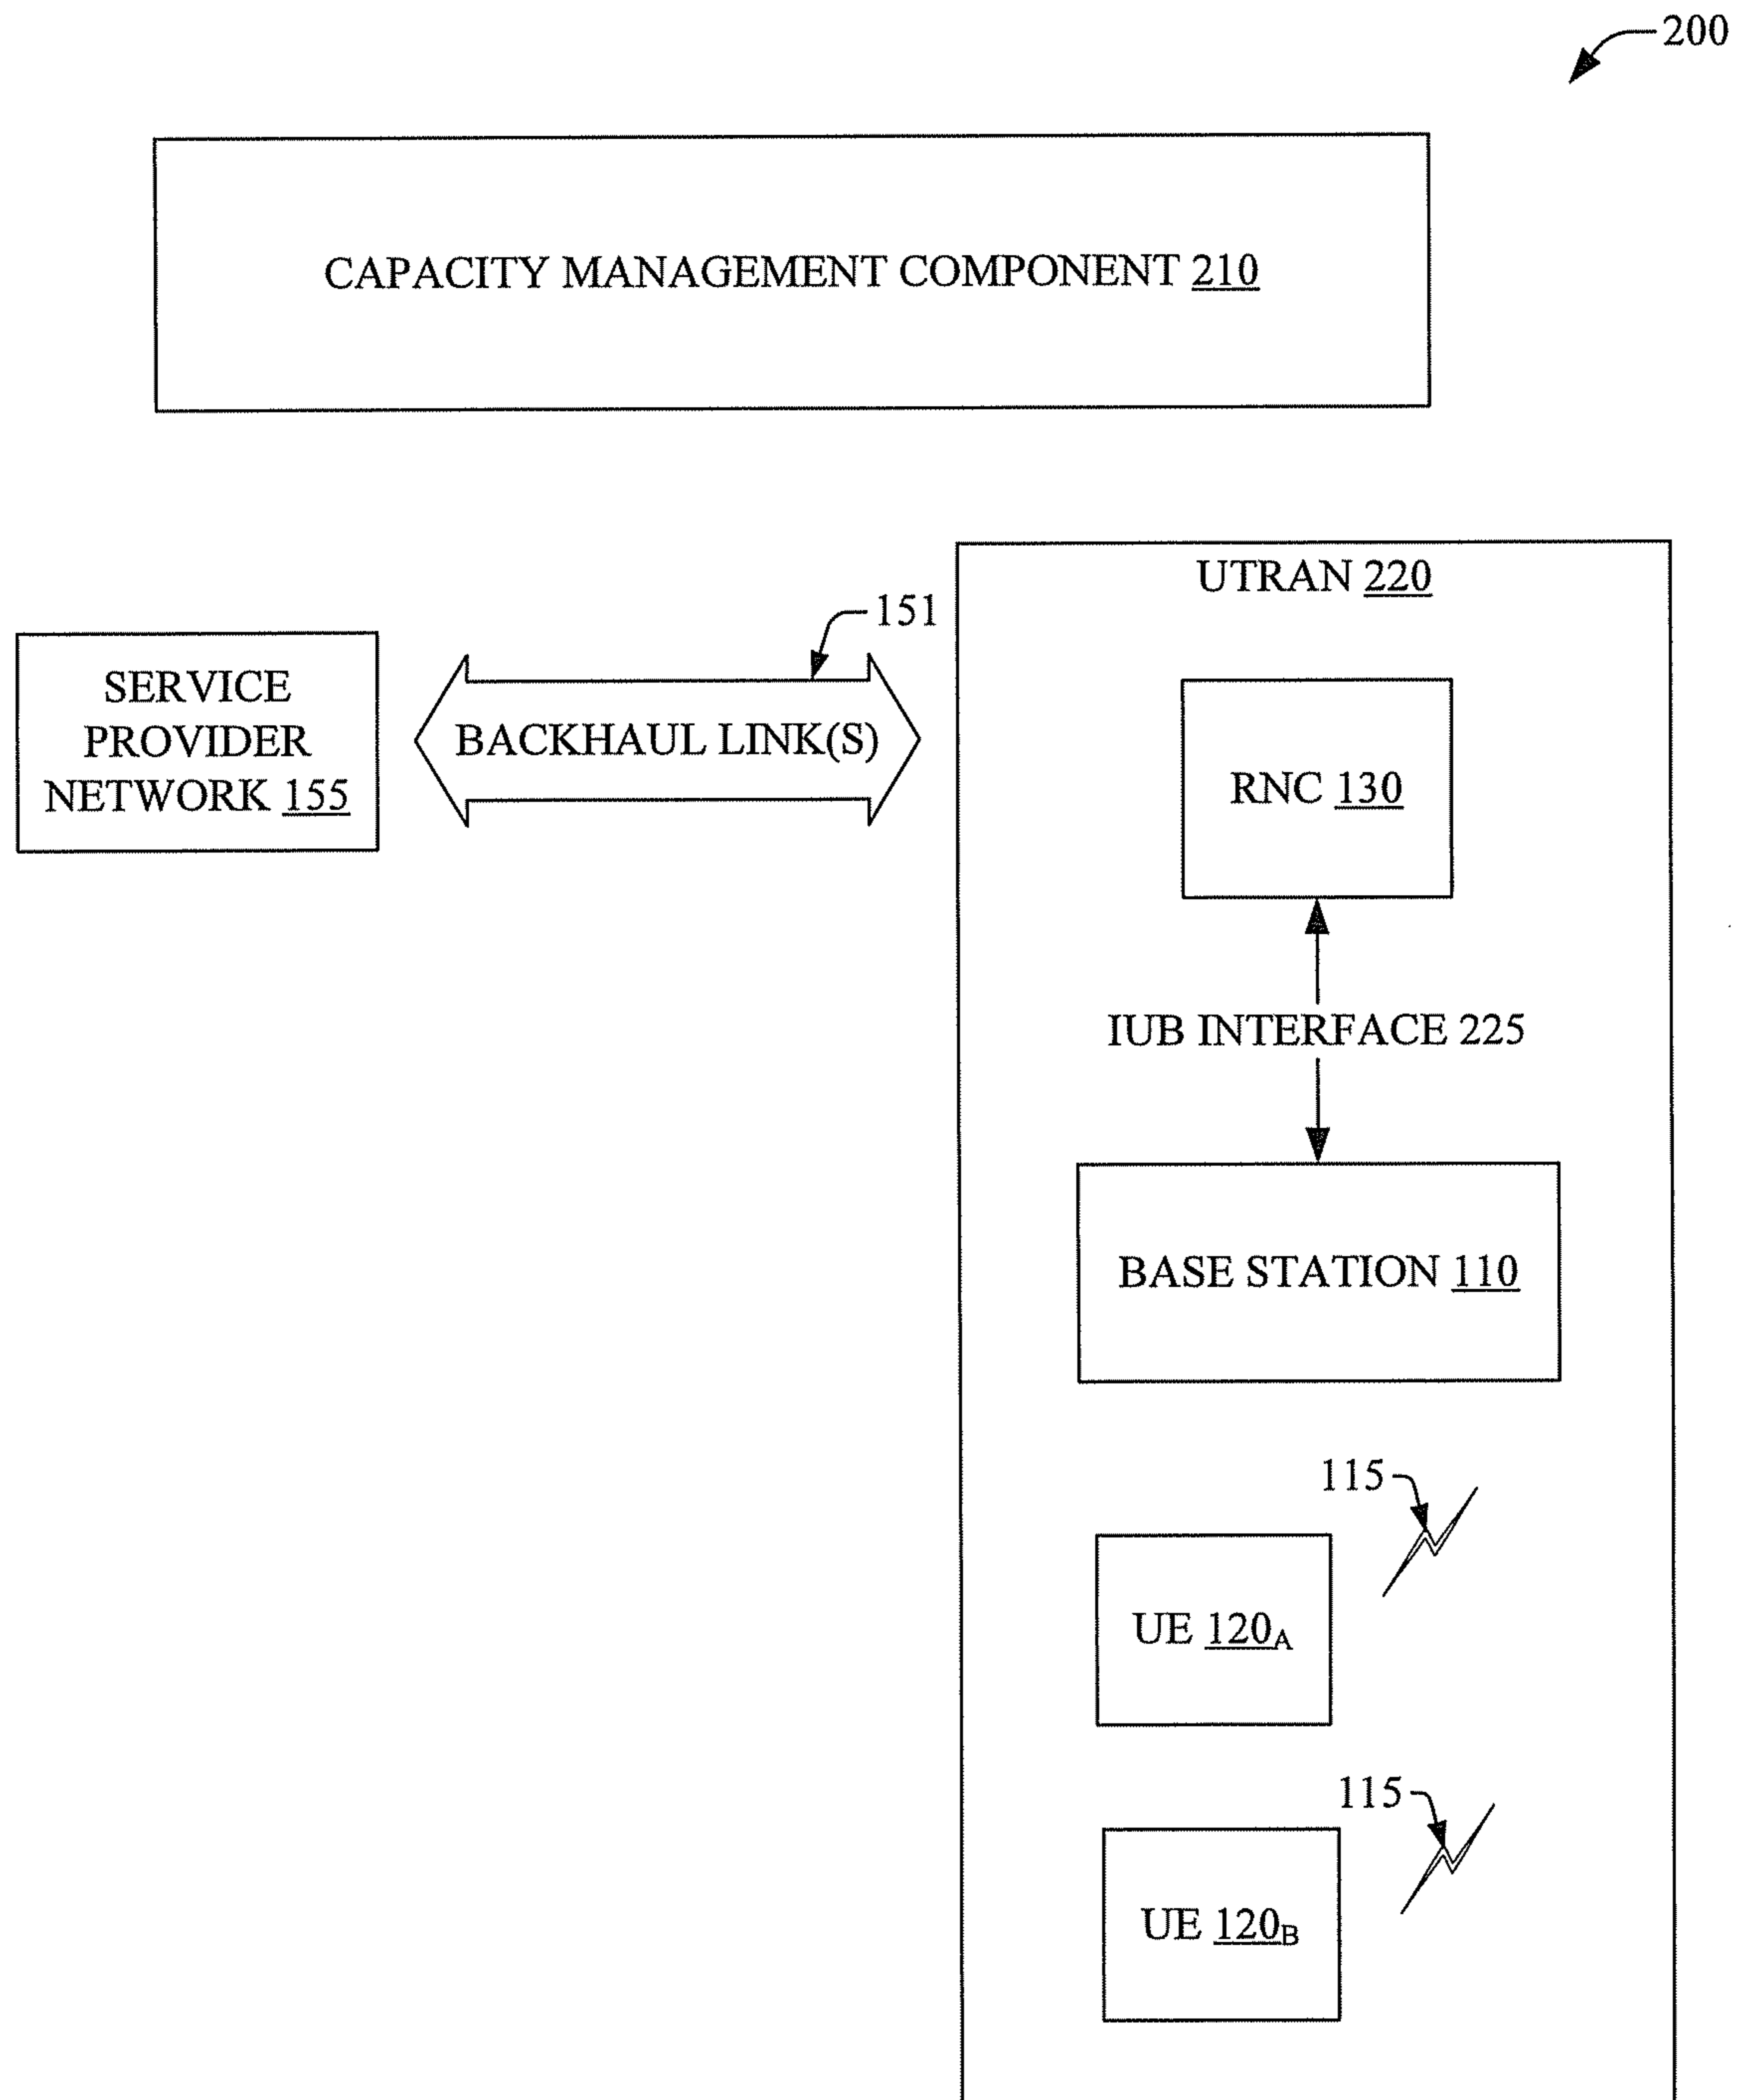 200
CAPACITY MANAGEMENT COMPONENT 210
UTRAN 220
151
SERVICE
PROVIDER
NETWORK 155
BACKHAUL LINK(S)
RNC 130
IUB INTERFACE 225
BASE STATION 110
115
UE 120A
115
UE 120B